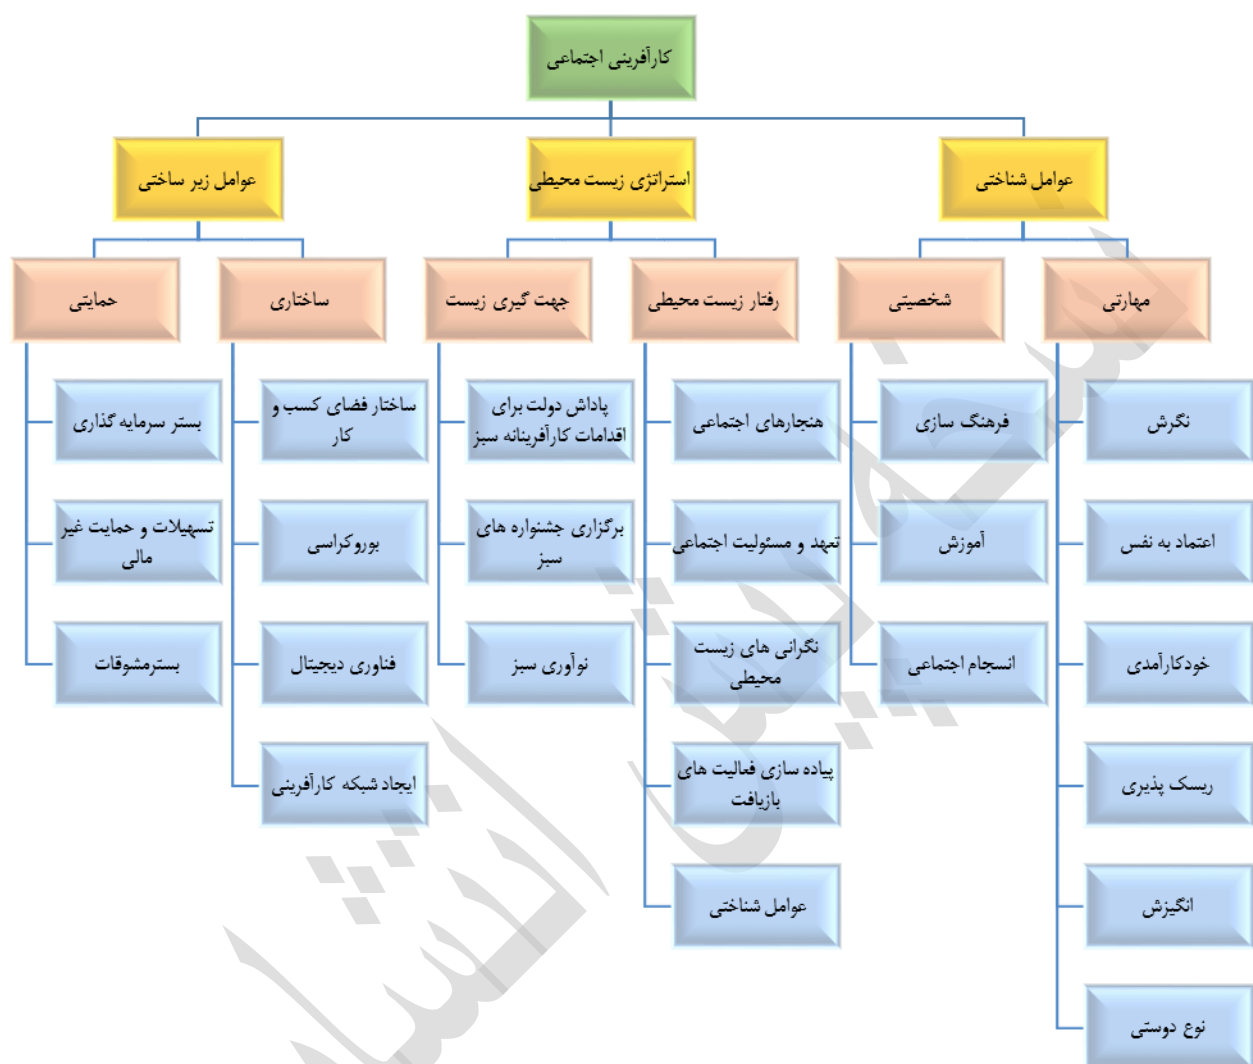 کارآفرینی اجتماعی
عوامل شناختی
استراتژی زیست محیطی
عوامل زیر ساختی
مهارتی
شخصیتی
رفتار زیست محیطی
جهت گیری زیست
ساختاری
حمایتی
نگرش
اعتماد به نفس
خودکارآمدی
ریسک پذیری
انگیزش
نوع دوستی
فرهنگ سازی
آموزش
انسجام اجتماعی
هنجارهای اجتماعی
تعهد و مسئولیت اجتماعی
نگرانی های زیست
محیطی
پیاده سازی فعالیت های
بازیافت
عوامل شناختی
پاداش دولت برای
اقدامات کارآفرینانه سبز
برگزاری جشنواره های
سبز
نوآوری سبز
ساختار فضای کسب و
کار
بوروکراسی
فناوری دیجیتال
ایجاد شبکه کارآفرینی
بستر سرمایه گذاری
تسهیلات و حمایت غیر
مالی
بسترمشوقات